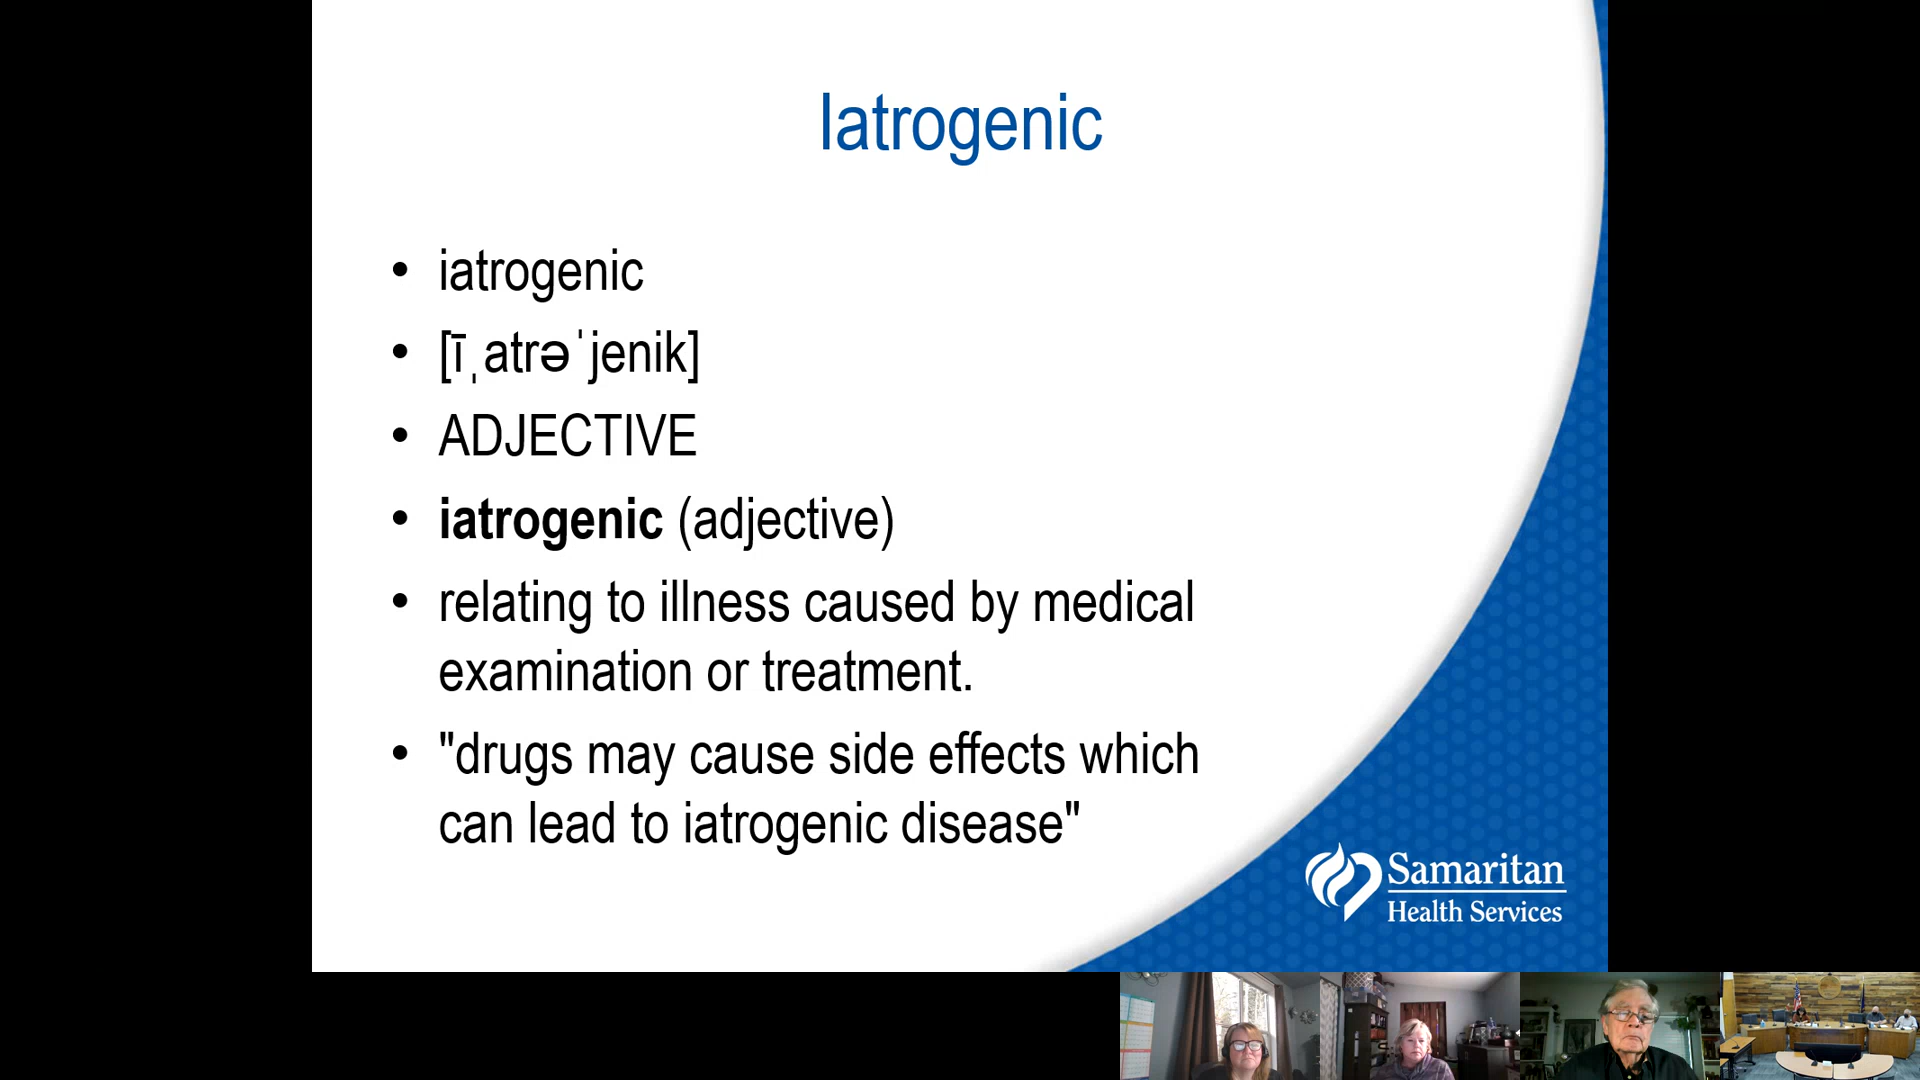 Iatrogenic
• iatrogenic
• [īˌatrəˈjenik]
• ADJECTIVE
• iatrogenic (adjective)
• relating to illness caused by medical
examination or treatment.
• "drugs may cause side effects which
can lead to iatrogenic disease"
Samaritan
Health Services